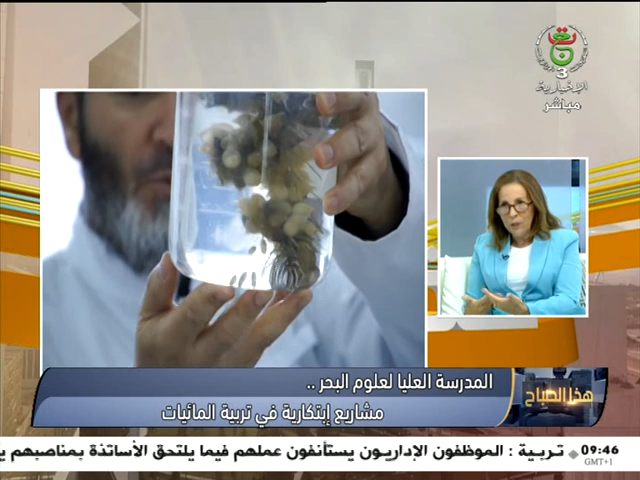 3
الإخبارية
مباشر
المدرسة العليا لعلوم البحر ..
مشاريع إبتكارية في تربية المائيات
هذا الصباح
09:46
GMT+1
تربية : الموظفون الإداريون يستأنفون عملهم فيما يلتحق الأساتذة بمناصبهم